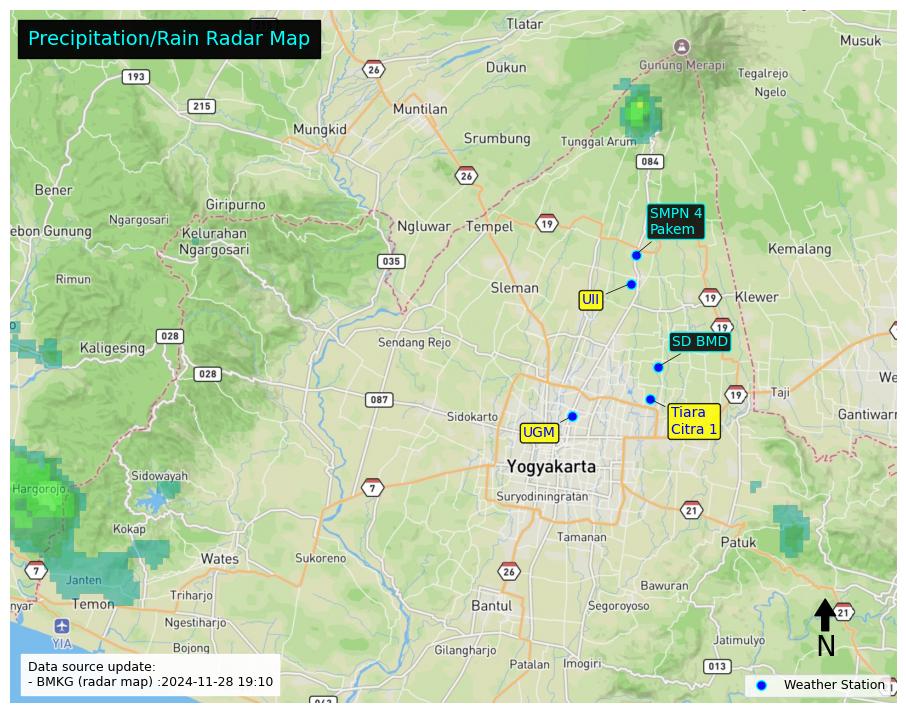 Precipitation/Rain Radar Map
Tlatar
Musuk
26
193
Dukun
Gunung Merapi
Tegalrejo
Ngelo
215
Muntilan
Mungkid
Srumbung
Tunggal Arum
084
26
Bener
Giripurno
Ngargosari
SMPN 4
Pakem
ebon Gunung
Kelurahan
Ngargosari
Ngluwar
Tempel
19
Kemalang
035
Rimun
Sleman
UII
19
Klewer
19
028
Kaligesing
Sendang Rejo
SD BMD
028
087
19
Taji
We
Sidokarto
Tiara
Citra 1
Gantiwarn
UGM
Yogyakarta
Sidowayah
Hargorojo
7
Suryodiningratan
21
Kokap
Tamanan
Patuk
Wates
Sukoreno
7
Janten
26
Bawuran
Triharjo
nyar
Temon
Bantul
Segoroyoso
21
Ngestiharjo
YIA
Bojong
Gilangharjo
Jatimulyo
N
Patalan
Imogiri
013
Data source update:
- BMKG (radar map) :2024-11-28 19:10
Weather Station